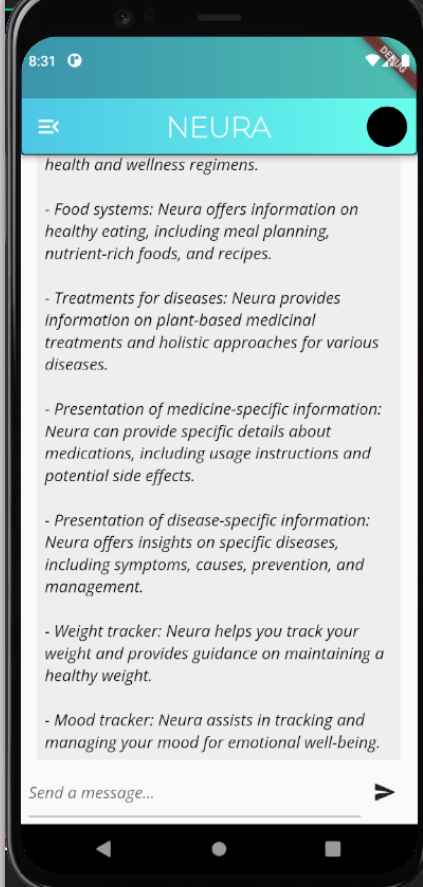 8:31
DEBUG
NEURA
health and wellness regimens.
- Food systems: Neura offers information on
healthy eating, including meal planning,
nutrient-rich foods, and recipes.
- Treatments for diseases: Neura provides
information on plant-based medicinal
treatments and holistic approaches for various
diseases.
- Presentation of medicine-specific information:
Neura can provide specific details about
medications, including usage instructions and
potential side effects.
- Presentation of disease-specific information:
Neura offers insights on specific diseases,
including symptoms, causes, prevention, and
management.
- Weight tracker: Neura helps you track your
weight and provides guidance on maintaining a
healthy weight.
- Mood tracker: Neura assists in tracking and
managing your mood for emotional well-being.
Send a message...